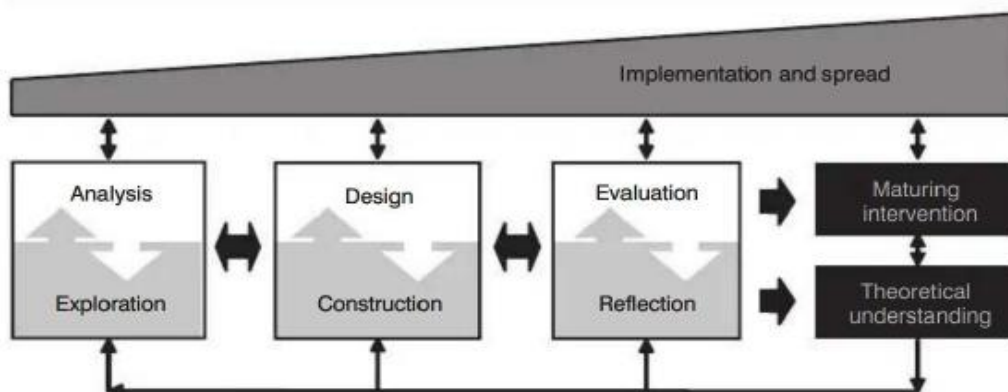 Implementation and spread
Analysis
Exploration
Design
Construction
Evaluation
Reflection
Maturing
intervention
Theoretical
understanding